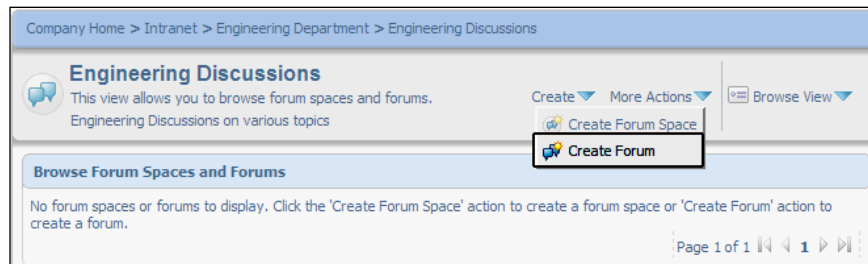 Company Home > Intranet > Engineering Department > Engineering Discussions
Engineering Discussions
This view allows you to browse forum spaces and forums.
Engineering Discussions on various topics
Create More Actions Browse View
Create Forum Space
Create Forum
Browse Forum Spaces and Forums
No forum spaces or forums to display. Click the 'Create Forum Space' action to create a forum space or 'Create Forum' action to
create a forum.
Page 1 of 1 1